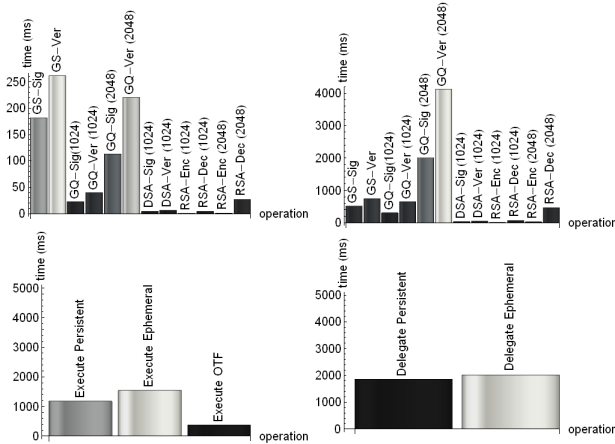 time (ms)
250
200
150
100
50
0
GS−Sig
GS−Ver
GQ−Sig(1024)
GQ−Ver (1024)
GQ−Sig (2048)
GQ−Ver (2048)
DSA−Sig (1024)
DSA−Ver (1024)
RSA−Enc (1024)
RSA−Dec (1024)
RSA−Enc (2048)
RSA−Dec (2048)
operation
time (ms)
4000
3000
2000
1000
0
GS−Sig
GS−Ver
GQ−Sig(1024)
GQ−Ver (1024)
GQ−Sig (2048)
GQ−Ver (2048)
DSA−Sig (1024)
DSA−Ver (1024)
RSA−Enc (1024)
RSA−Dec (1024)
RSA−Enc (2048)
RSA−Dec (2048)
operation
time (ms)
5000
4000
3000
2000
1000
0
Execute Persistent
Execute Ephemeral
Execute OTF
operation
time (ms)
5000
4000
3000
2000
1000
0
Delegate Persistent
Delegate Ephemeral
operation